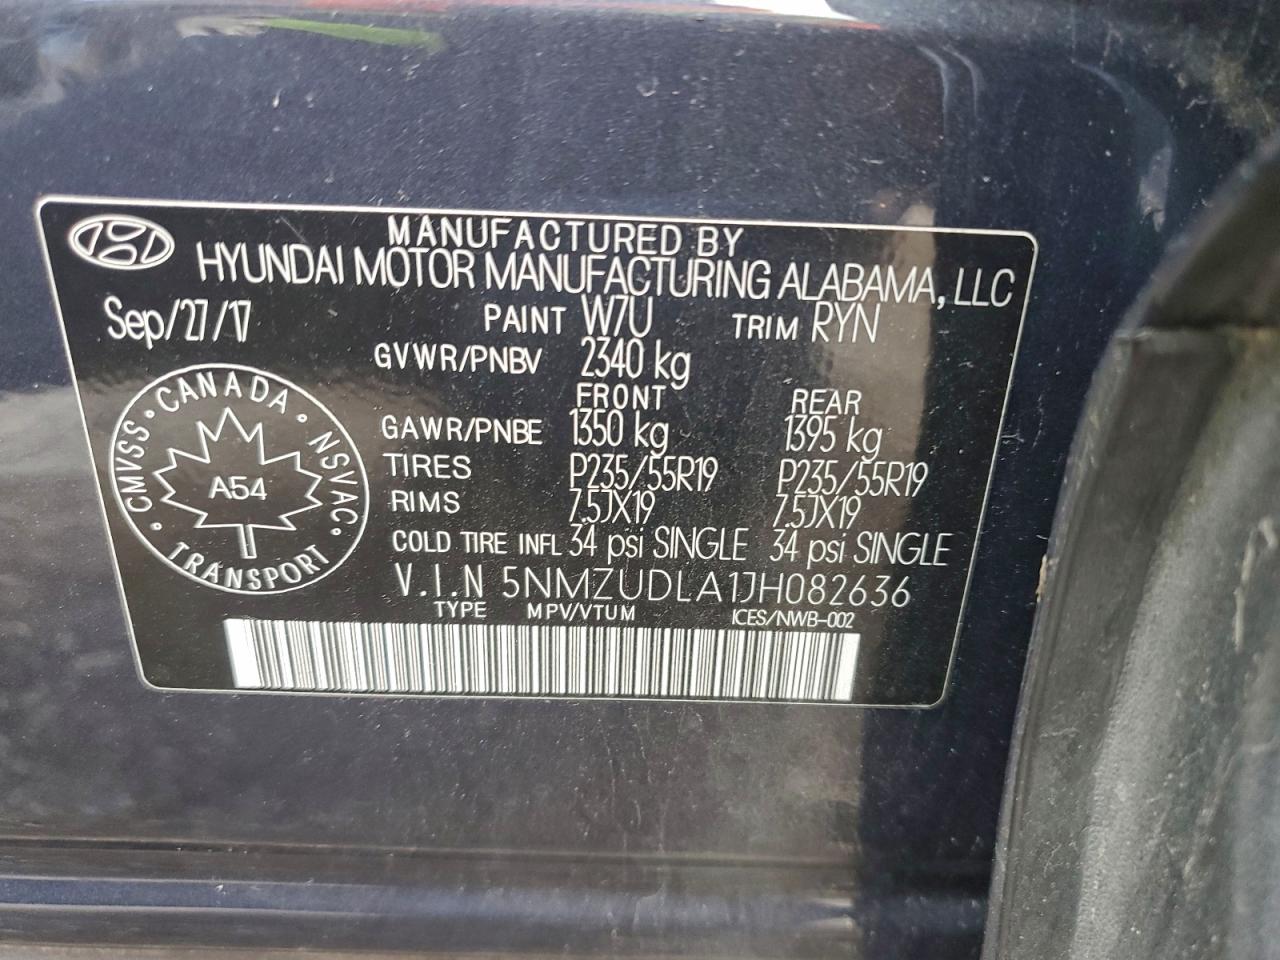 MANUFACTURED BY
HYUNDAI MOTOR MANUFACTURING ALABAMA, LLC
Sep/27/17 PAINT W7U TRIM RYN
GVWR/PNBV 2340 kg
FRONT REAR
GAWR/PNBE 1350 kg 1395 kg
TIRES P235/55R19 P235/55R19
RIMS 7.5JX19 7.5JX19
COLD TIRE INFL 34 psi SINGLE 34 psi SINGLE
V.I.N 5NMZUDLA1JH082636
TYPE MPV/VTUM ICES/NWB-002
CANADA · NSVAC · TRANSPORT · CMVSS ·
A54